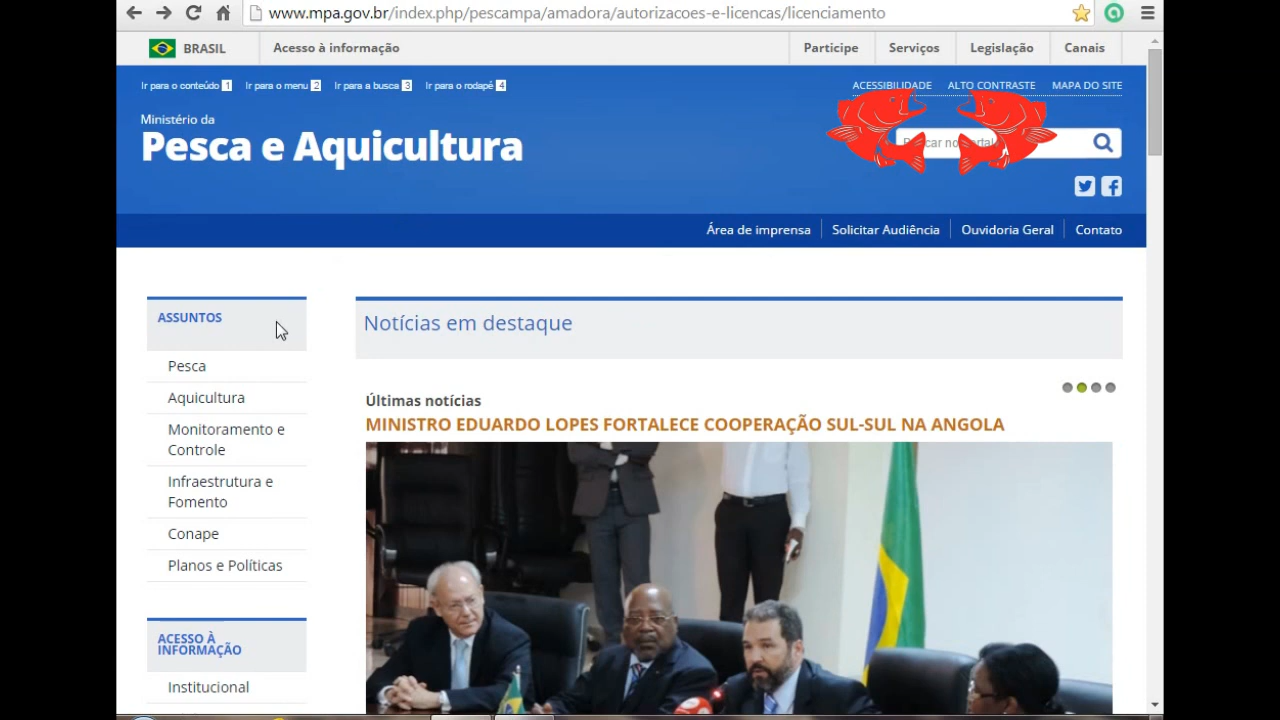 www.mpa.gov.br/index.php/pescampa/amadora/autorizacoes-e-licencas/licenciamento
BRASIL
Acesso à informação
Participe
Serviços
Legislação
Canais
Ir para o conteúdo 1
Ir para o menu 2
Ir para a busca 3
Ir para o rodapé 4
ACESSIBILIDADE
ALTO CONTRASTE
MAPA DO SITE
Ministério da
Pesca e Aquicultura
Área de imprensa
Solicitar Audiência
Ouvidoria Geral
Contato
ASSUNTOS
Pesca
Aquicultura
Monitoramento e
Controle
Infraestrutura e
Fomento
Conape
Planos e Políticas
ACESSO À
INFORMAÇÃO
Institucional
Notícias em destaque
Últimas notícias
MINISTRO EDUARDO LOPES FORTALECE COOPERAÇÃO SUL-SUL NA ANGOLA